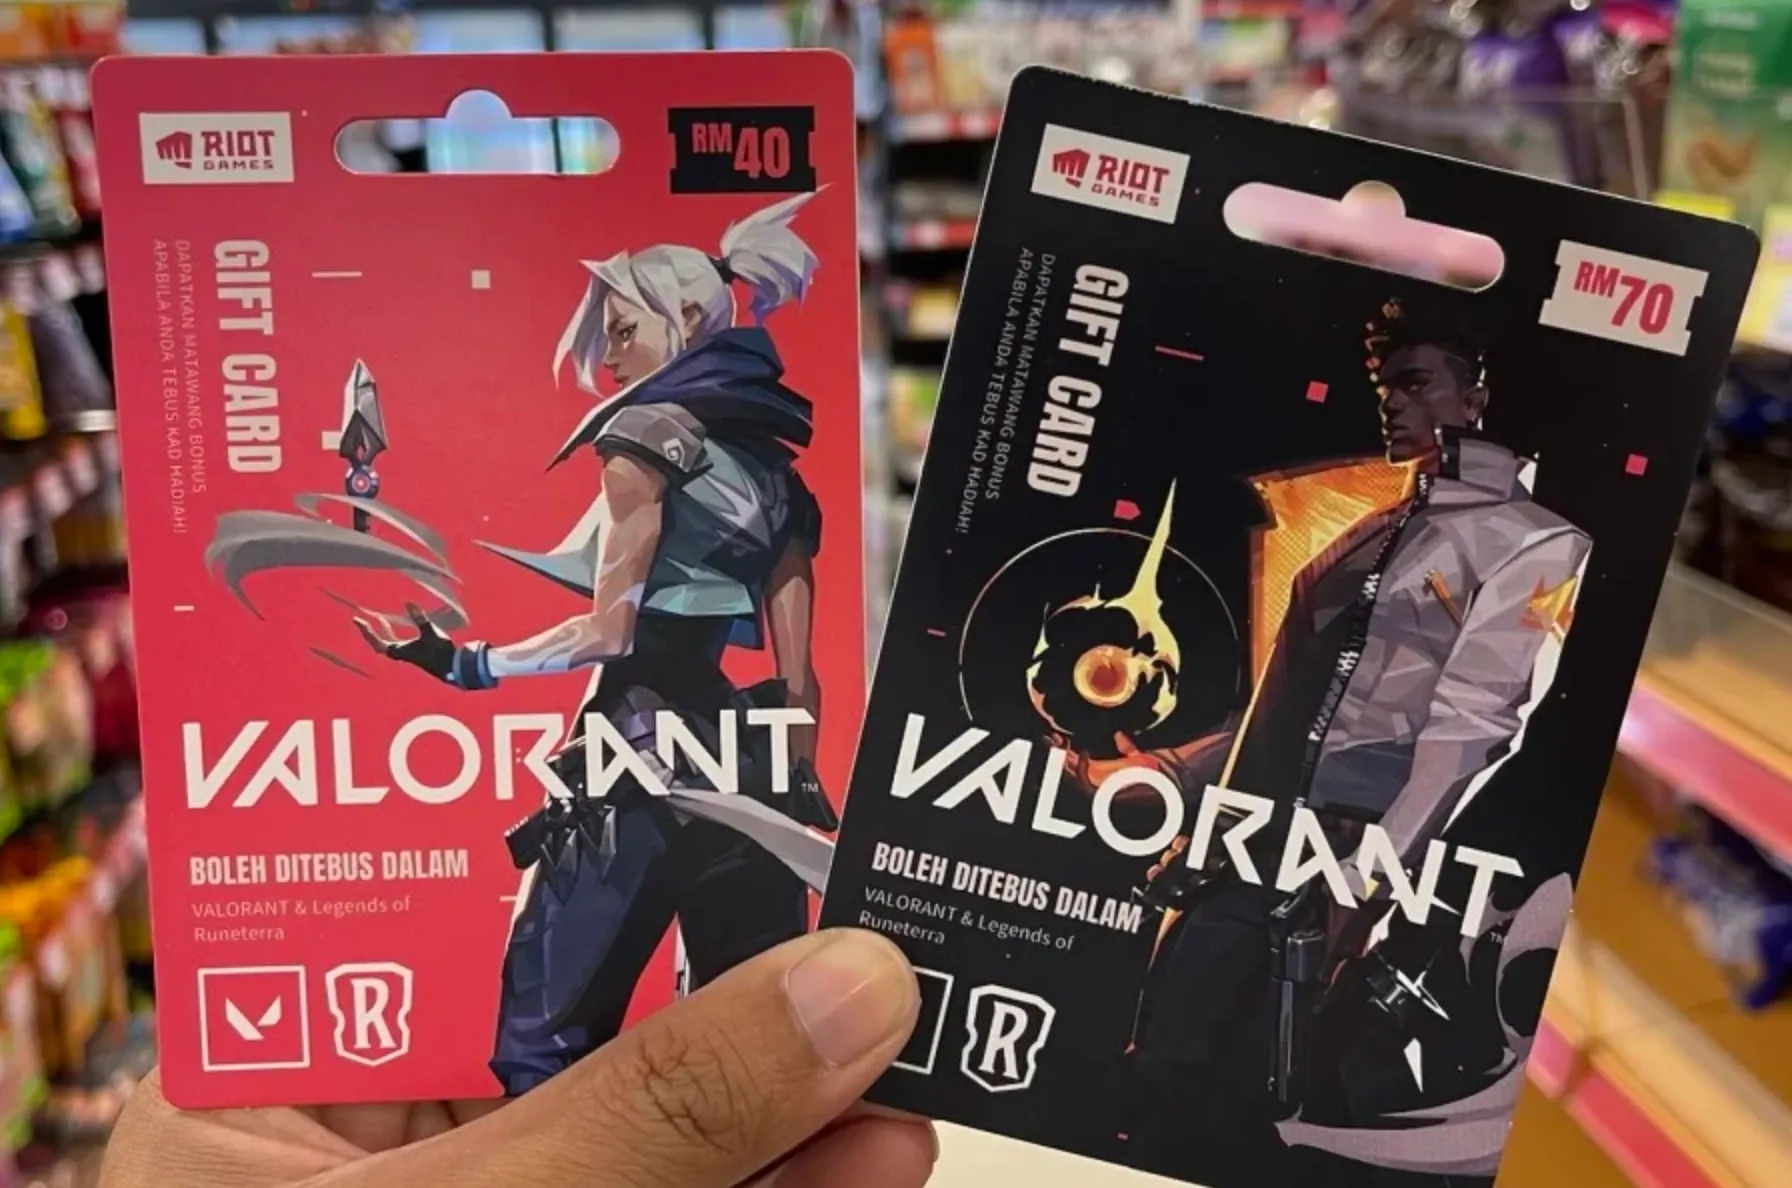 RIOT
GAMES
RM40
GIFT CARD
DAPATKAN MATAWANG BONUS
APABILA ANDA TEBUS KAD HADIAH!
VALORANT™
BOLEH DITEBUS DALAM
VALORANT & Legends of
Runeterra
R
RIOT
GAMES
RM70
GIFT CARD
DAPATKAN MATAWANG BONUS
APABILA ANDA TEBUS KAD HADIAH!
VALORANT™
BOLEH DITEBUS DALAM
VALORANT & Legends of
Runeterra
R